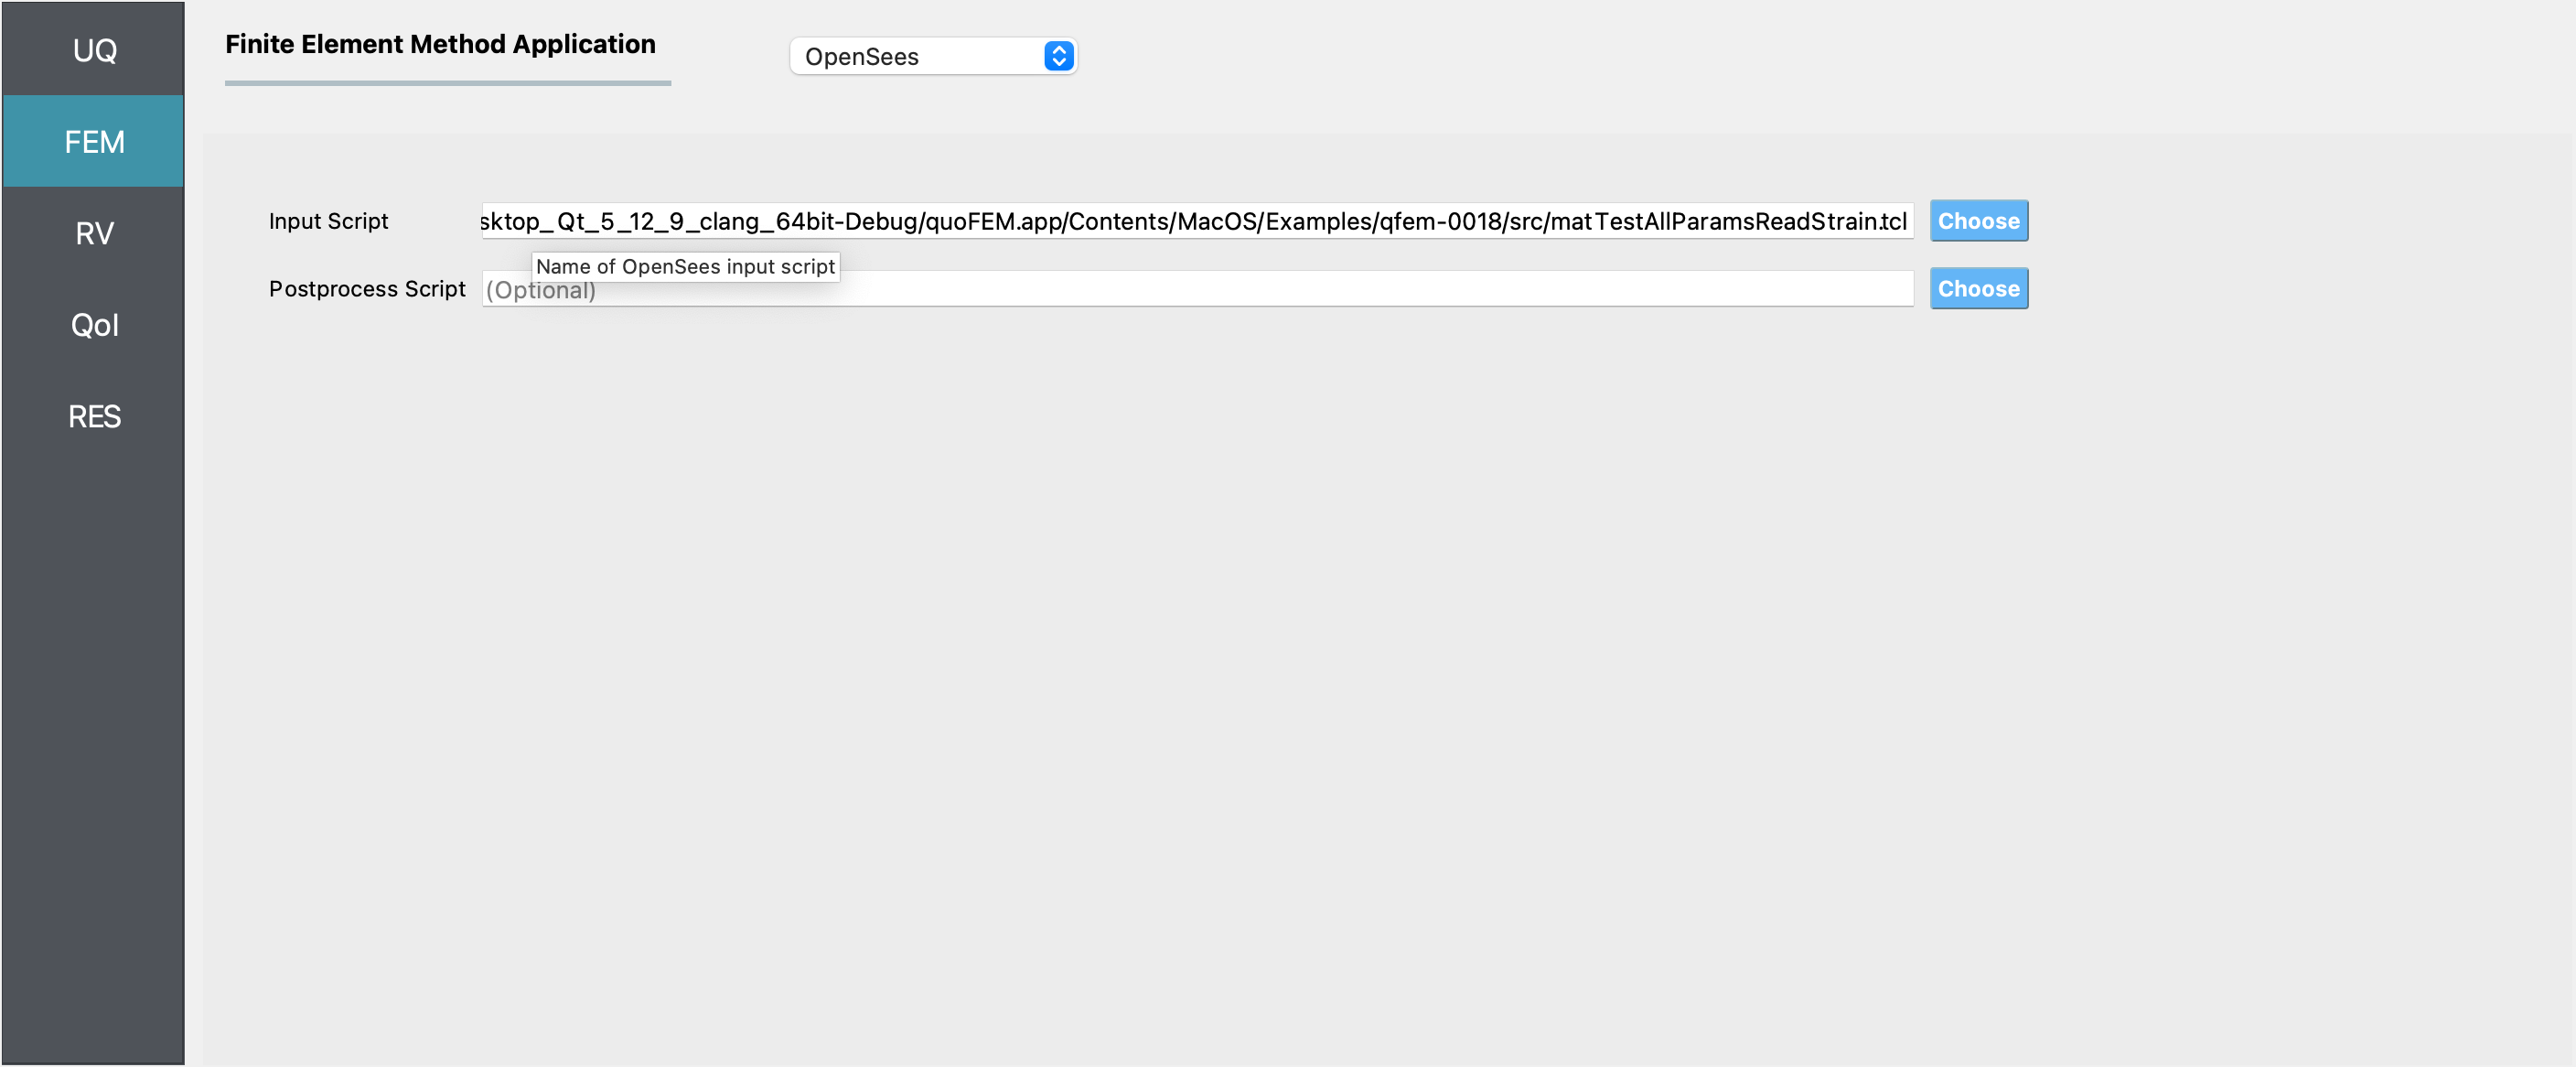 UQ
FEM
RV
QoI
RES
Finite Element Method Application
OpenSees
Input Script
sktop_Qt_5_12_9_clang_64bit-Debug/quoFEM.app/Contents/MacOS/Examples/qfem-0018/src/matTestAllParamsReadStrain.tcl
Choose
Name of OpenSees input script
Postprocess Script
(Optional)
Choose